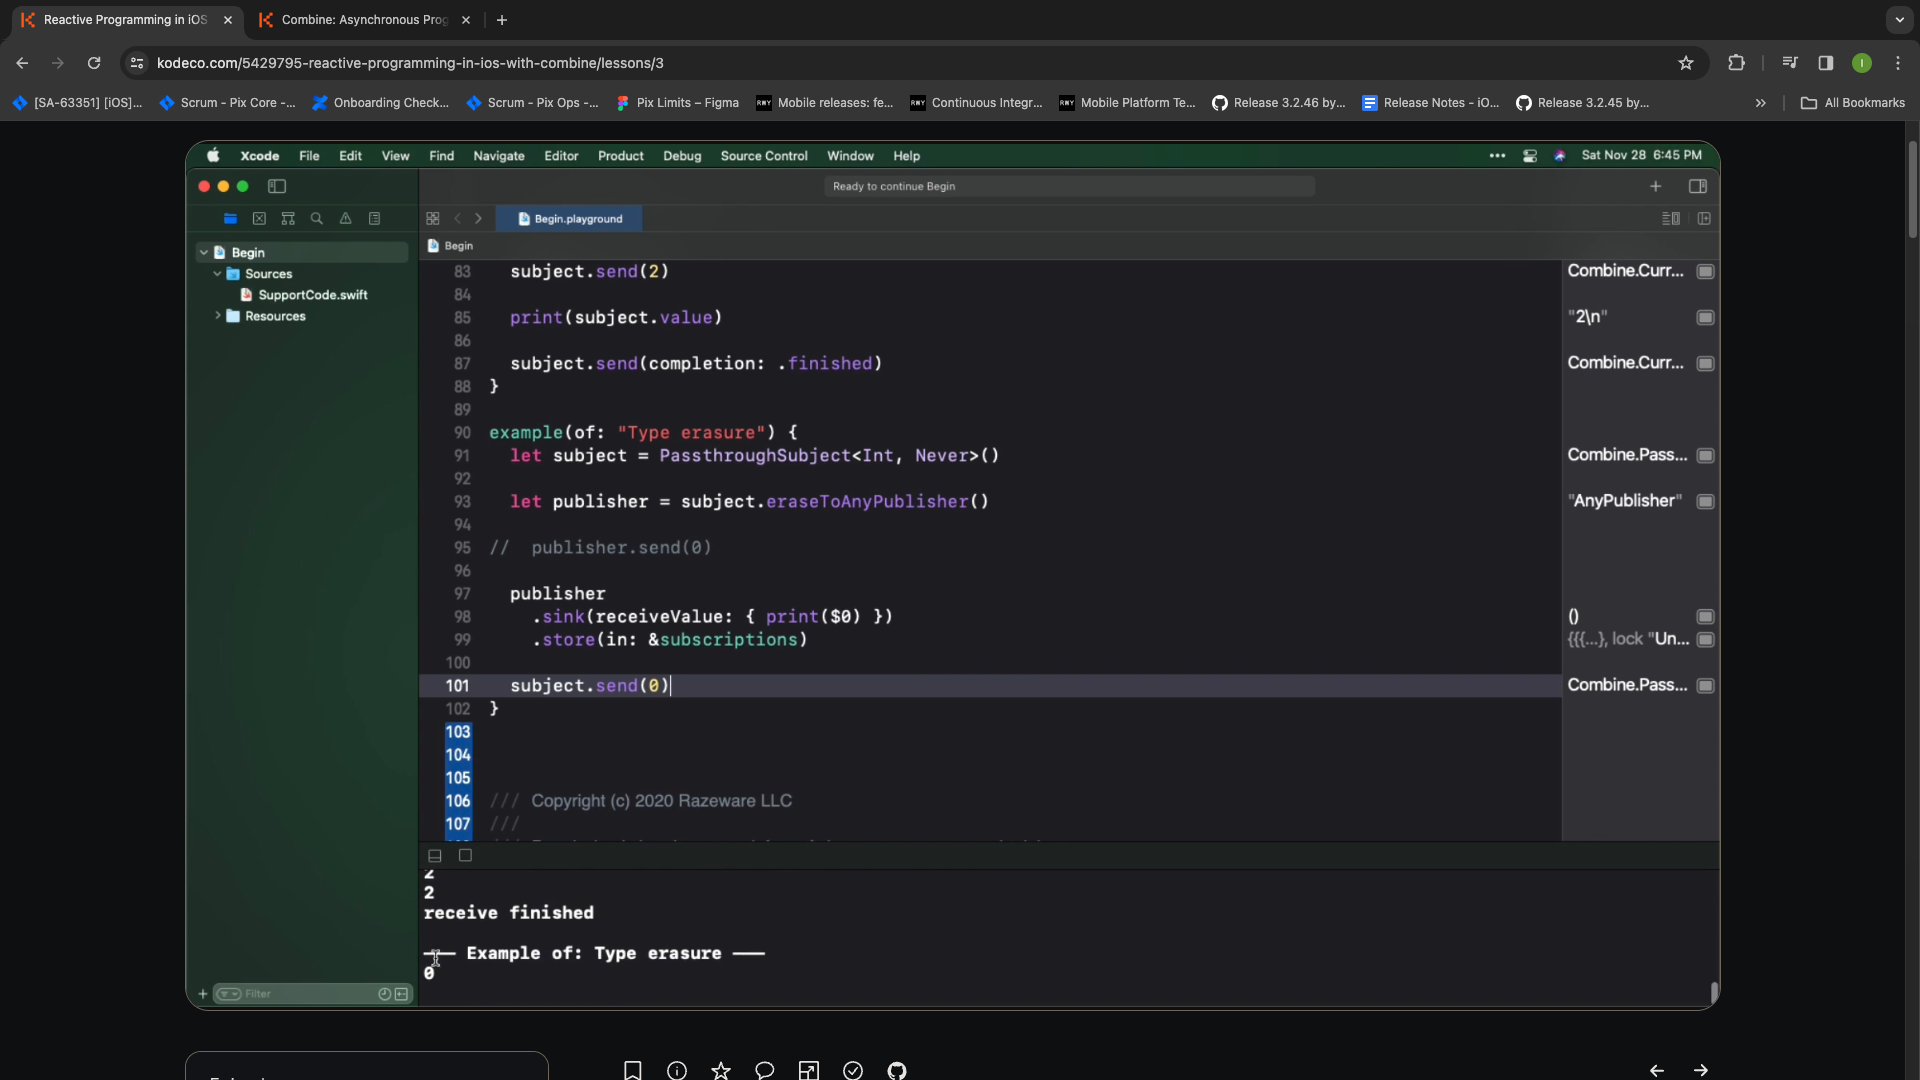 Reactive Programming in iOS
Combine: Asynchronous Prog
kodeco.com/5429795-reactive-programming-in-ios-with-combine/lessons/3
[SA-63351] [iOS]...
Scrum - Pix Core -...
Onboarding Check...
Scrum - Pix Ops -...
Pix Limits – Figma
RWY Mobile releases: fe...
RWY Continuous Integr...
RWY Mobile Platform Te...
Release 3.2.46 by...
Release Notes - iO...
Release 3.2.45 by...
»
All Bookmarks
I
Xcode File Edit View Find Navigate Editor Product Debug Source Control Window Help
Sat Nov 28 6:45 PM
Ready to continue Begin
Begin.playground
Begin
Begin
Sources
SupportCode.swift
Resources
83 subject.send(2) Combine.Curr...
84
85 print(subject.value) "2\n"
86
87 subject.send(completion: .finished) Combine.Curr...
88 }
89
90 example(of: "Type erasure") {
91 let subject = PassthroughSubject<Int, Never>() Combine.Pass...
92
93 let publisher = subject.eraseToAnyPublisher() "AnyPublisher"
94
95 // publisher.send(0)
96
97 publisher
98 .sink(receiveValue: { print($0) }) ()
99 .store(in: &subscriptions) {{{...}, lock "Un...
100
101 subject.send(0) Combine.Pass...
102 }
103
104
105
106 /// Copyright (c) 2020 Razeware LLC
107 ///
2
2
receive finished
—— Example of: Type erasure ——
0
Filter